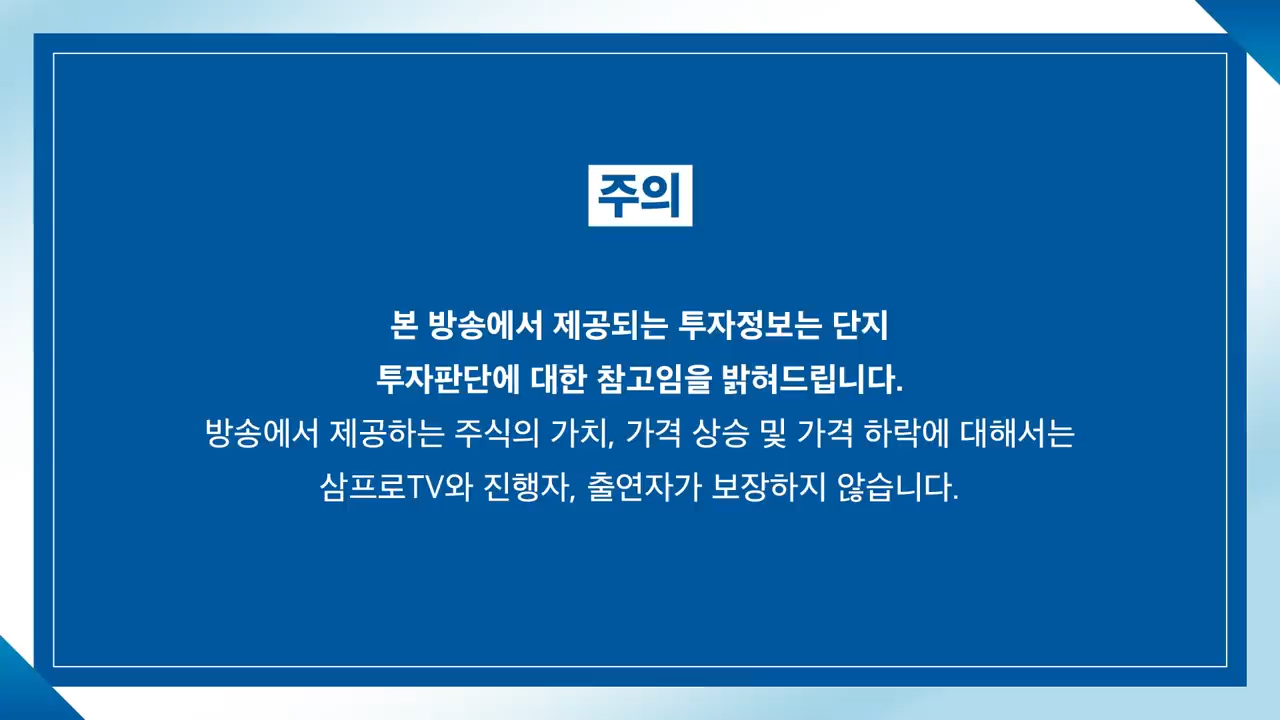 주의
본 방송에서 제공되는 투자정보는 단지
투자판단에 대한 참고임을 밝혀드립니다.
방송에서 제공하는 주식의 가치, 가격 상승 및 가격 하락에 대해서는
삼프로TV와 진행자, 출연자가 보장하지 않습니다.